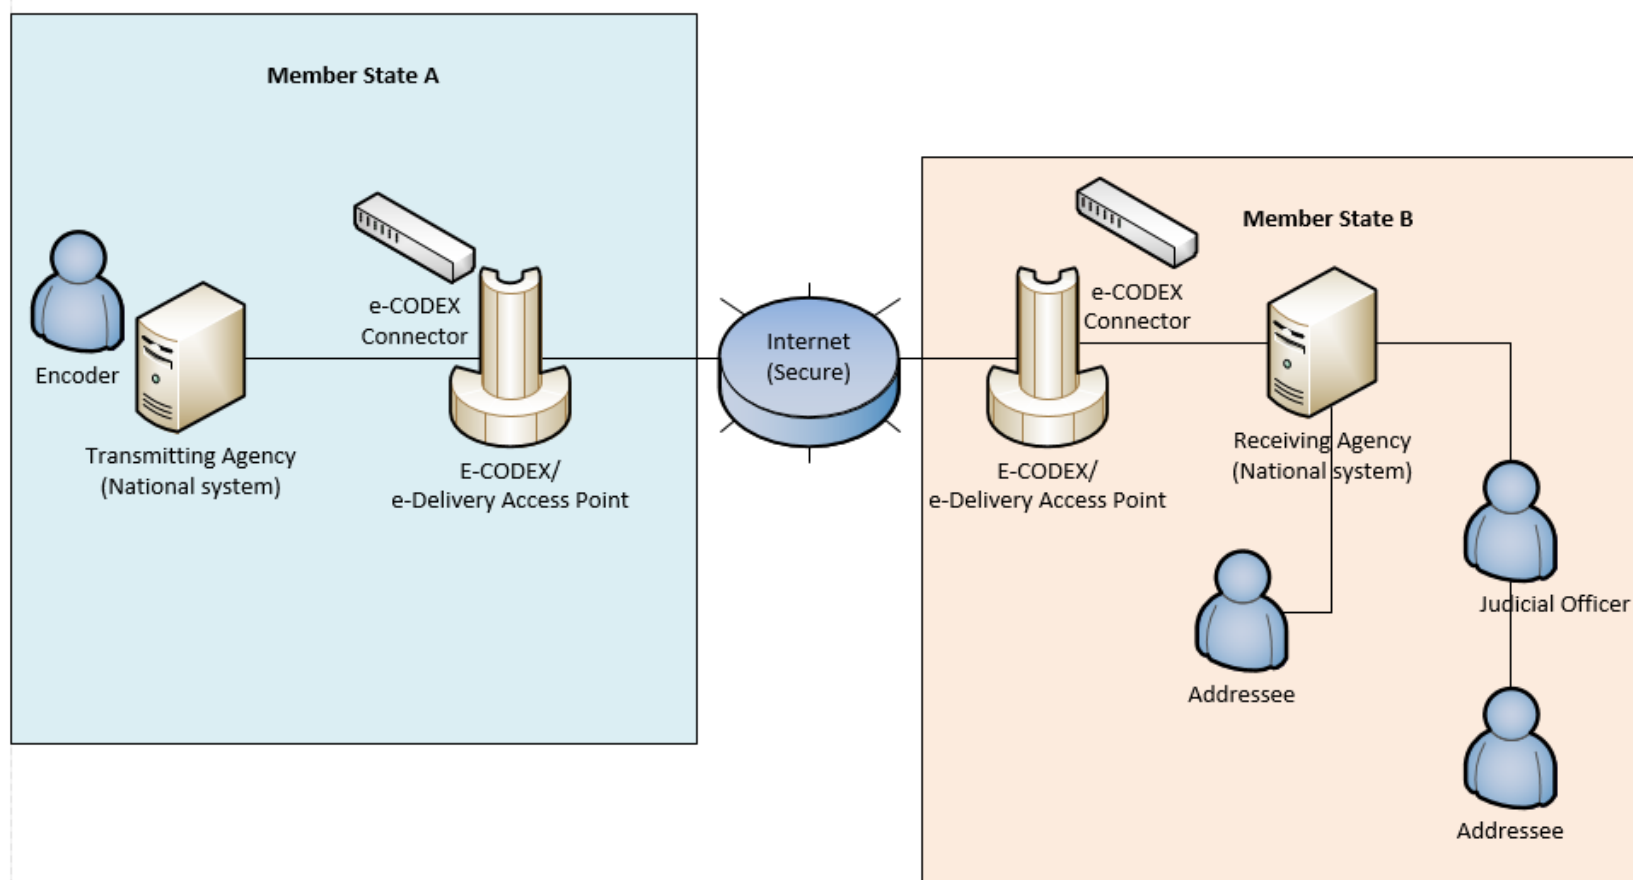 Member State A
e-CODEX
Connector
Encoder
Transmitting Agency
(National system)
E-CODEX/
e-Delivery Access Point
Internet
(Secure)
Member State B
e-CODEX
Connector
E-CODEX/
e-Delivery Access Point
Receiving Agency
(National system)
Judicial Officer
Addressee
Addressee